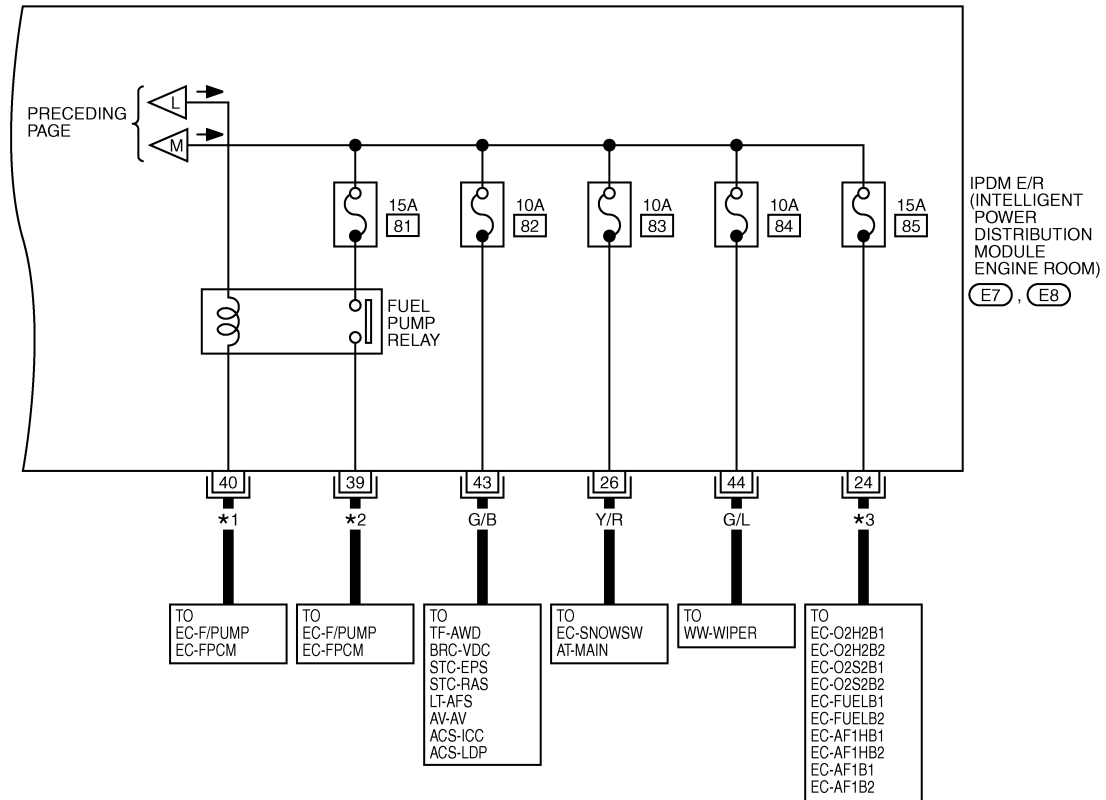 PRECEDING
PAGE
L
M
15A
81
10A
82
10A
83
10A
84
15A
85
IPDM E/R
(INTELLIGENT
POWER
DISTRIBUTION
MODULE
ENGINE ROOM)
E7 , E8
FUEL
PUMP
RELAY
40
39
43
26
44
24
*1
*2
G/B
Y/R
G/L
*3
TO
EC-F/PUMP
EC-FPCM
TO
EC-F/PUMP
EC-FPCM
TO
TF-AWD
BRC-VDC
STC-EPS
STC-RAS
LT-AFS
AV-AV
ACS-ICC
ACS-LDP
TO
EC-SNOWSW
AT-MAIN
TO
WW-WIPER
TO
EC-O2H2B1
EC-O2H2B2
EC-O2S2B1
EC-O2S2B2
EC-FUELB1
EC-FUELB2
EC-AF1HB1
EC-AF1HB2
EC-AF1B1
EC-AF1B2